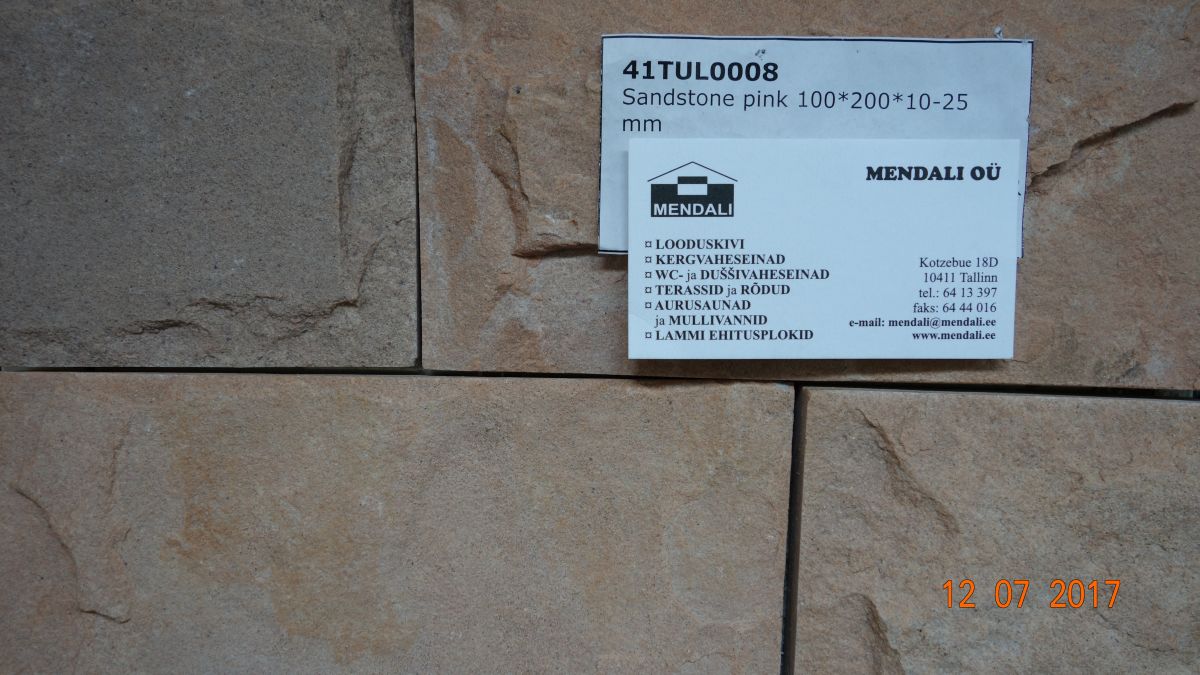 41TUL0008
Sandstone pink 100*200*10-25
mm
MENDALI
MENDALI OÜ
¤ LOODUSKIVI
¤ KERGVAHESEINAD
¤ WC- ja DUŠŠIVAHESEINAD
¤ TERASSID ja RÕDUD
¤ AURUSAUNAD
ja MULLIVANNID
¤ LAMMI EHITUSPLOKID
Kotzebue 18D
10411 Tallinn
tel.: 64 13 397
faks: 64 44 016
e-mail: mendali@mendali.ee
www.mendali.ee
12 07 2017